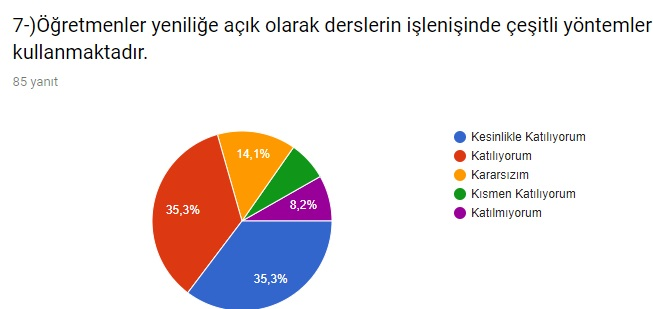 7-)Öğretmenler yeniliğe açık olarak derslerin işlenişinde çeşitli yöntemler
kullanmaktadır.
85 yanıt
Kesinlikle Katılıyorum
Katılıyorum
Kararsızım
Kısmen Katılıyorum
Katılmıyorum
14,1%
35,3%
8,2%
35,3%